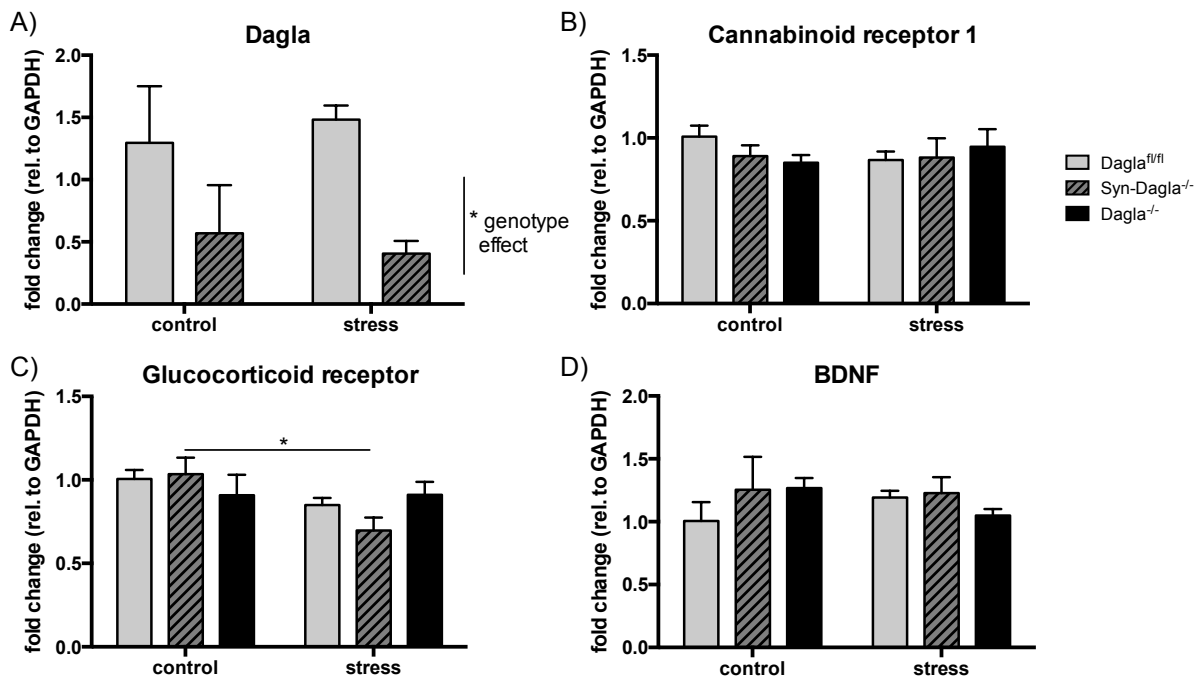 A)
Dagla
fold change (rel. to GAPDH)
2.0
1.5
1.0
0.5
0.0
control
stress
* genotype
effect
B)
Cannabinoid receptor 1
fold change (rel. to GAPDH)
1.5
1.0
0.5
0.0
control
stress
Dagla^fl/fl
Syn-Dagla^-/-
Dagla^-/-
C)
Glucocorticoid receptor
fold change (rel. to GAPDH)
1.5
1.0
0.5
0.0
*
control
stress
D)
BDNF
fold change (rel. to GAPDH)
2.0
1.5
1.0
0.5
0.0
control
stress